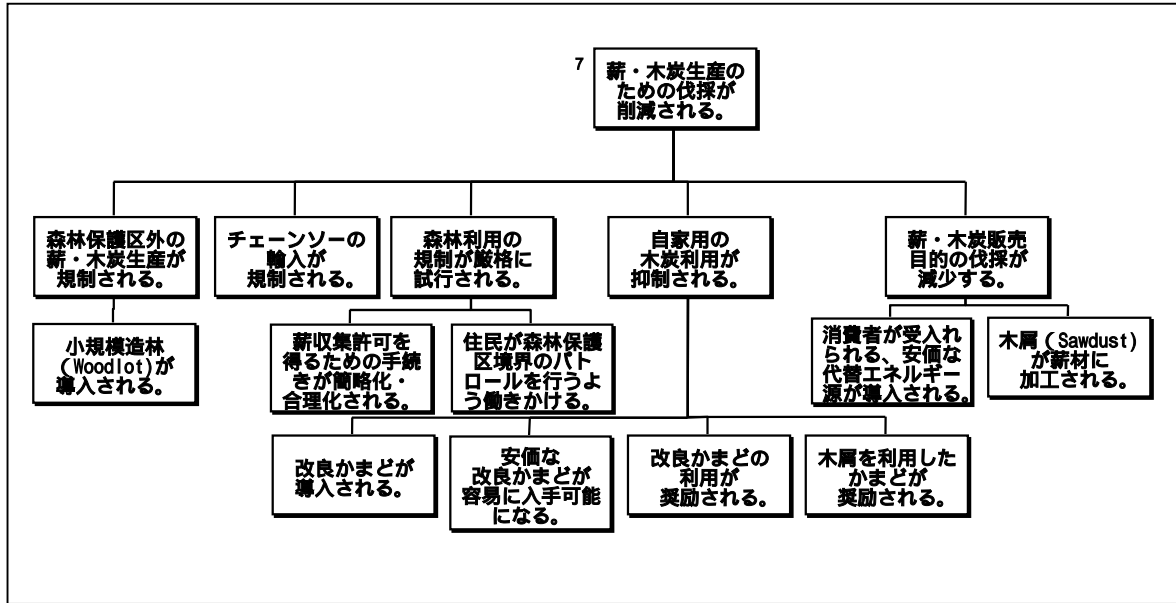 7
薪・木炭生産の
ための伐採が
削減される。
森林保護区外の
薪・木炭生産が
規制される。
チェーンソーの
輸入が
規制される。
森林利用の
規制が厳格に
試行される。
自家用の
木炭利用が
抑制される。
薪・木炭販売
目的の伐採が
減少する。
小規模造林
(Woodlot)が
導入される。
薪収集許可を
得るための手続
きが簡略化・
合理化される。
住民が森林保護
区境界のパト
ロールを行うよ
う働きかける。
消費者が受入れ
られる、安価な
代替エネルギー
源が導入される。
木屑（Sawdust)
が薪材に
加工される。
改良かまどが
導入される。
安価な
改良かまどが
容易に入手可能
になる。
改良かまどの
利用が
奨励される。
木屑を利用した
かまどが
奨励される。